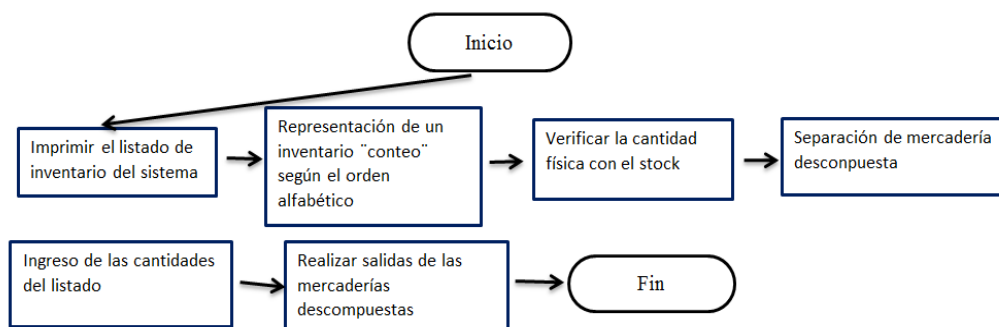 Inicio
Imprimir el listado de
inventario del sistema
Representación de un
inventario ¨conteo¨
según el orden
alfabético
Verificar la cantidad
física con el stock
Separación de mercadería
desconpuesta
Ingreso de las cantidades
del listado
Realizar salidas de las
mercaderías
descompuestas
Fin